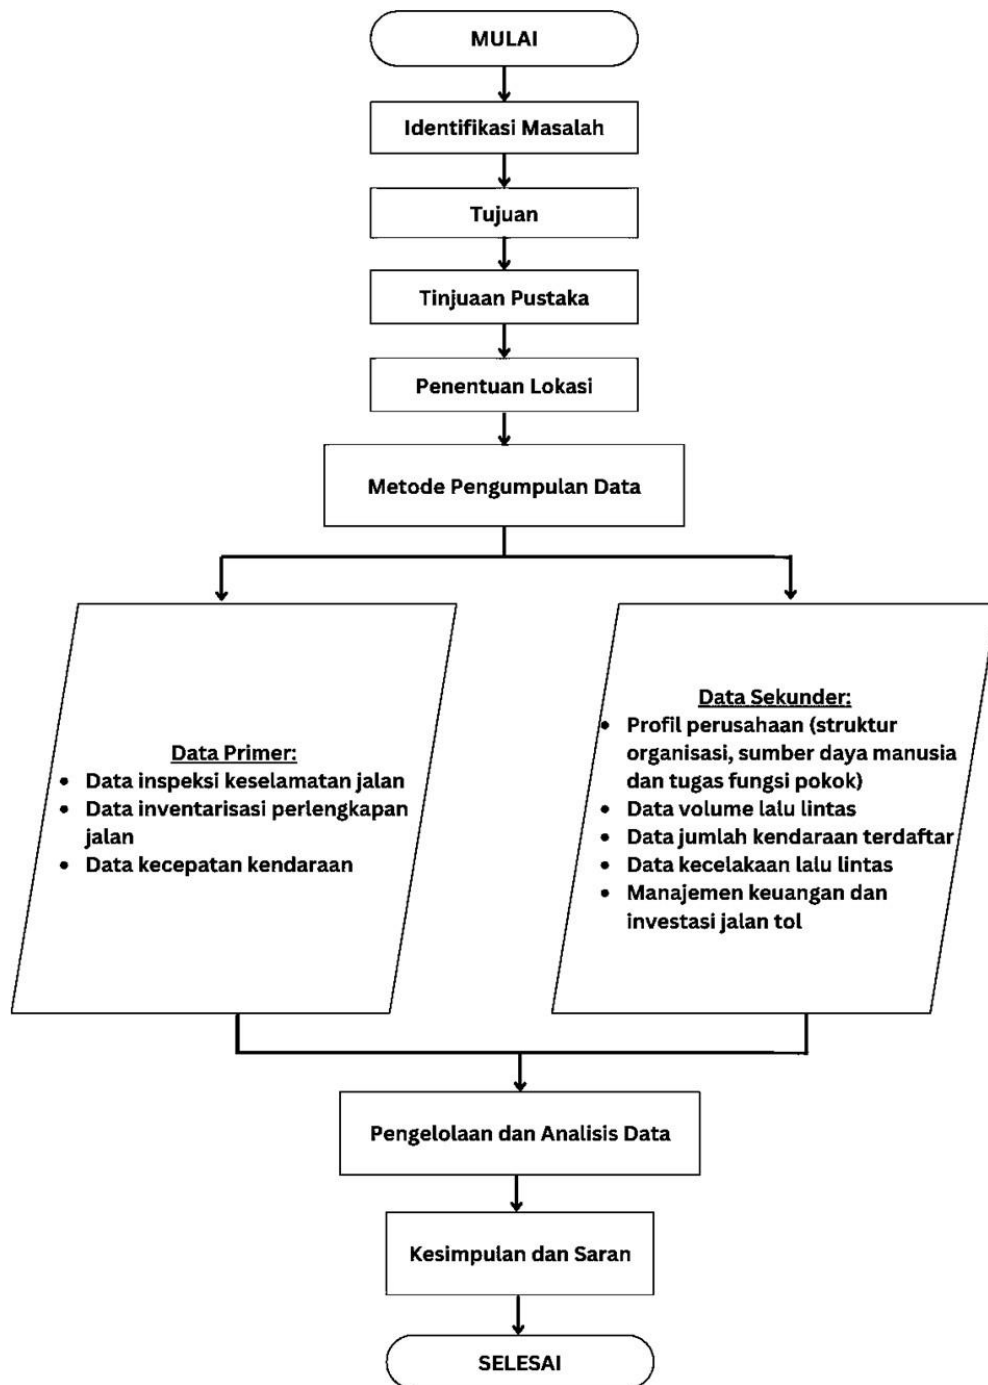 MULAI
Identifikasi Masalah
Tujuan
Tinjuaan Pustaka
Penentuan Lokasi
Metode Pengumpulan Data
Data Primer:
• Data inspeksi keselamatan jalan
• Data inventarisasi perlengkapan
jalan
• Data kecepatan kendaraan
Data Sekunder:
• Profil perusahaan (struktur
organisasi, sumber daya manusia
dan tugas fungsi pokok)
• Data volume lalu lintas
• Data jumlah kendaraan terdaftar
• Data kecelakaan lalu lintas
• Manajemen keuangan dan
investasi jalan tol
Pengelolaan dan Analisis Data
Kesimpulan dan Saran
SELESAI